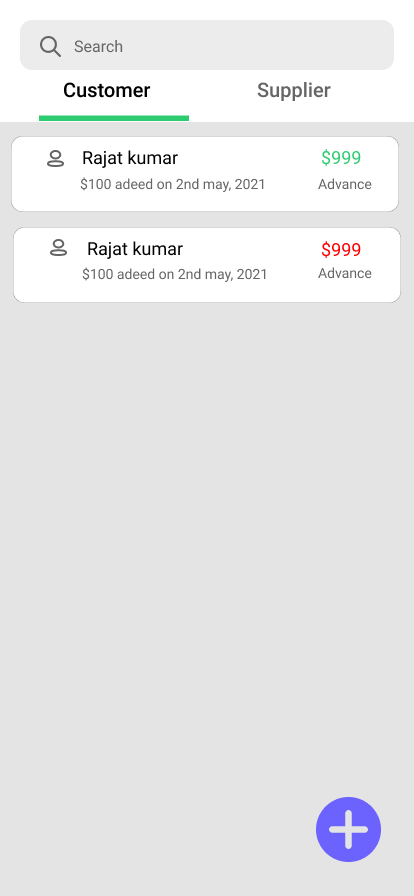 Search
Customer Supplier
Rajat kumar $999
$100 adeed on 2nd may, 2021 Advance
Rajat kumar $999
$100 adeed on 2nd may, 2021 Advance